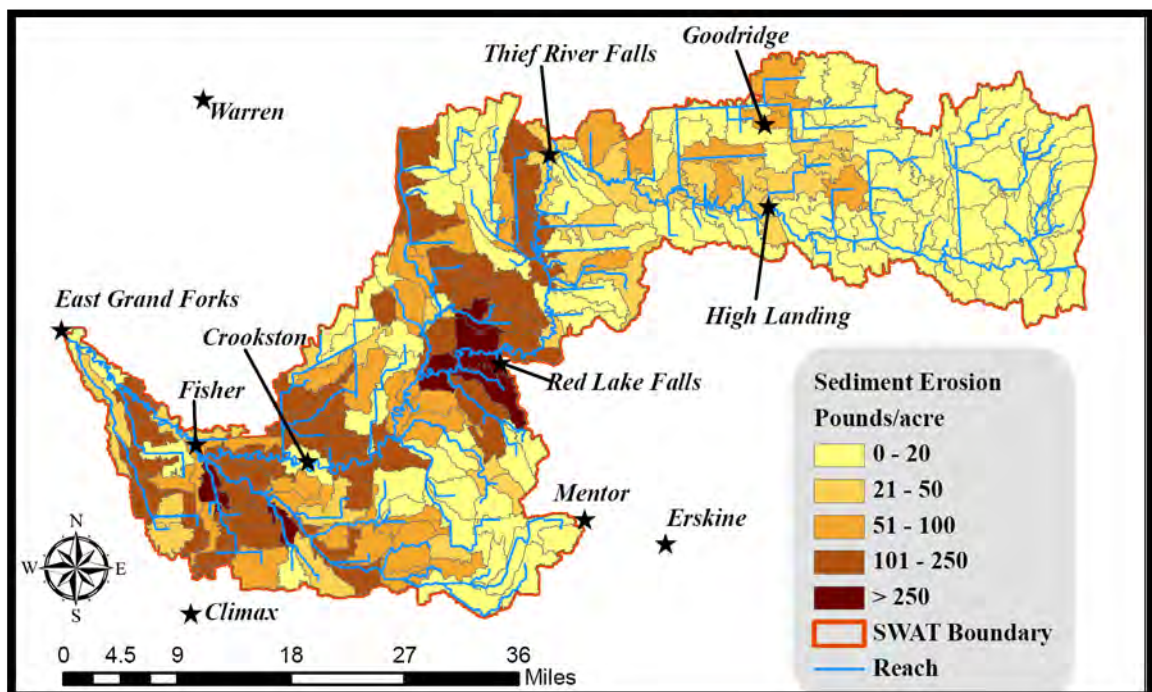 Goodridge
Thief River Falls
Warren
East Grand Forks
Crookston
High Landing
Red Lake Falls
Fisher
Mentor
Erskine
Climax
N
W E
S
0 4.5 9 18 27 36
Miles
Sediment Erosion
Pounds/acre
0 - 20
21 - 50
51 - 100
101 - 250
> 250
SWAT Boundary
Reach